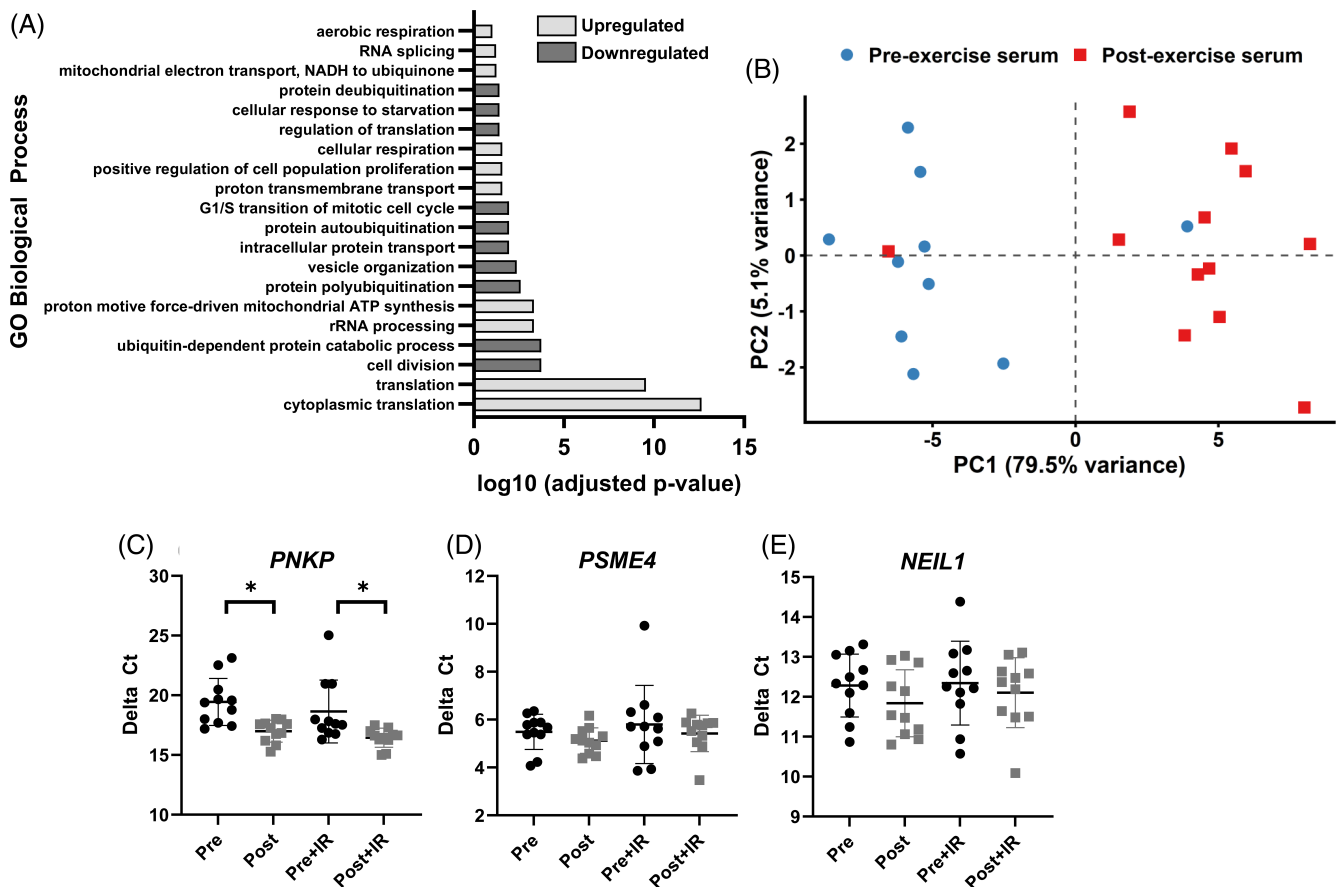 (A)
Upregulated
Downregulated
GO Biological Process
aerobic respiration
RNA splicing
mitochondrial electron transport, NADH to ubiquinone
protein deubiquitination
cellular response to starvation
regulation of translation
cellular respiration
positive regulation of cell population proliferation
proton transmembrane transport
G1/S transition of mitotic cell cycle
protein autoubiquitination
intracellular protein transport
vesicle organization
protein polyubiquitination
proton motive force-driven mitochondrial ATP synthesis
rRNA processing
ubiquitin-dependent protein catabolic process
cell division
translation
cytoplasmic translation
0 5 10 15
log10 (adjusted p-value)
(B)
Pre-exercise serum Post-exercise serum
PC2 (5.1% variance)
2
1
0
-1
-2
-5 0 5
PC1 (79.5% variance)
(C)
PNKP
Delta Ct
30
25
20
15
10
* *
Pre Post Pre+IR Post+IR
(D)
PSME4
Delta Ct
12
10
8
6
4
2
Pre Post Pre+IR Post+IR
(E)
NEIL1
Delta Ct
15
14
13
12
11
10
9
Pre Post Pre+IR Post+IR